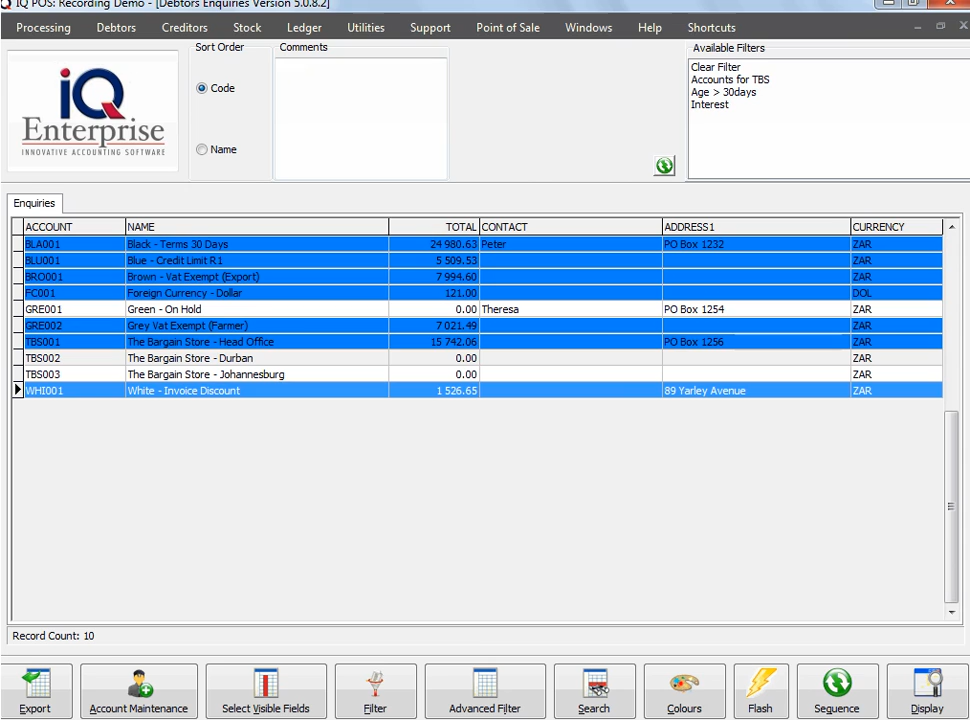 IQ POS: Recording Demo - [Debtors Enquiries Version 5.0.8.2]
Processing Debtors Creditors Stock Ledger Utilities Support Point of Sale Windows Help Shortcuts
iQ
Enterprise
INNOVATIVE ACCOUNTING SOFTWARE
Sort Order
Code
Name
Comments
Available Filters
Clear Filter
Accounts for TBS
Age > 30days
Interest
Enquiries
ACCOUNT NAME TOTAL CONTACT ADDRESS1 CURRENCY
BLA001 Black - Terms 30 Days 24 980.63 Peter PO Box 1232 ZAR
BLU001 Blue - Credit Limit R1 5 509.53 ZAR
BRO001 Brown - Vat Exempt (Export) 7 994.60 ZAR
FC001 Foreign Currency - Dollar 121.00 DOL
GRE001 Green - On Hold 0.00 Theresa PO Box 1254 ZAR
GRE002 Grey Vat Exempt (Farmer) 7 021.49 ZAR
TBS001 The Bargain Store - Head Office 15 742.06 PO Box 1256 ZAR
TBS002 The Bargain Store - Durban 0.00 ZAR
TBS003 The Bargain Store - Johannesburg 0.00 ZAR
WHI001 White - Invoice Discount 1 526.65 89 Yarley Avenue ZAR
Record Count: 10
Export Account Maintenance Select Visible Fields Filter Advanced Filter Search Colours Flash Sequence Display